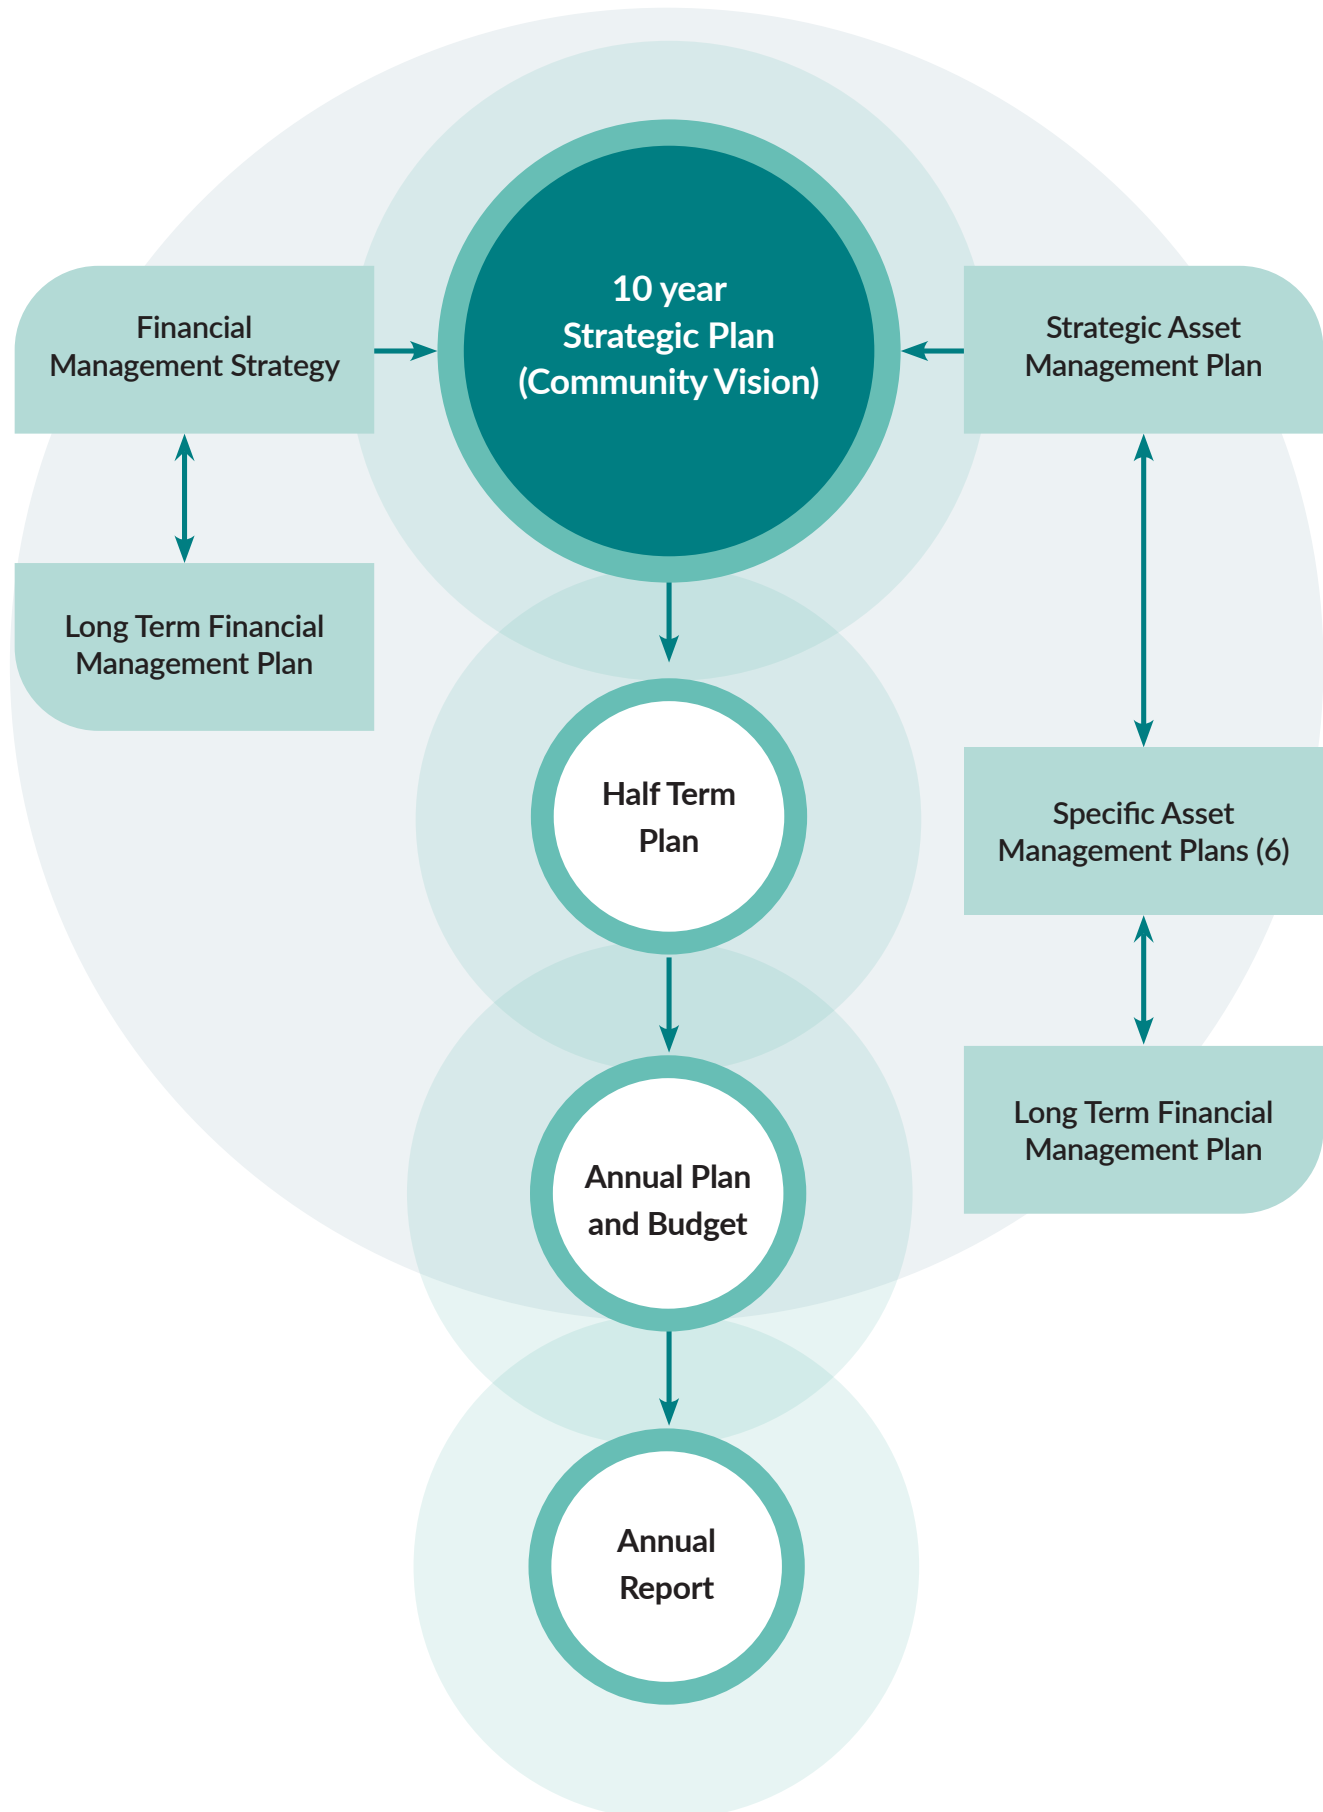 10 year
Strategic Plan
(Community Vision)
Financial
Management Strategy
Strategic Asset
Management Plan
Long Term Financial
Management Plan
Half Term
Plan
Specific Asset
Management Plans (6)
Annual Plan
and Budget
Long Term Financial
Management Plan
Annual
Report